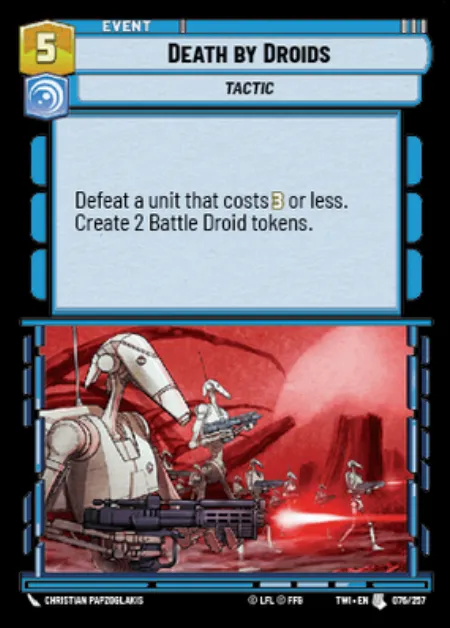 EVENT
5
DEATH BY DROIDS
TACTIC
Defeat a unit that costs 3 or less.
Create 2 Battle Droid tokens.
CHRISTIAN PAPZOGLAKIS
© LFL © FFG
TWI • EN
076/257